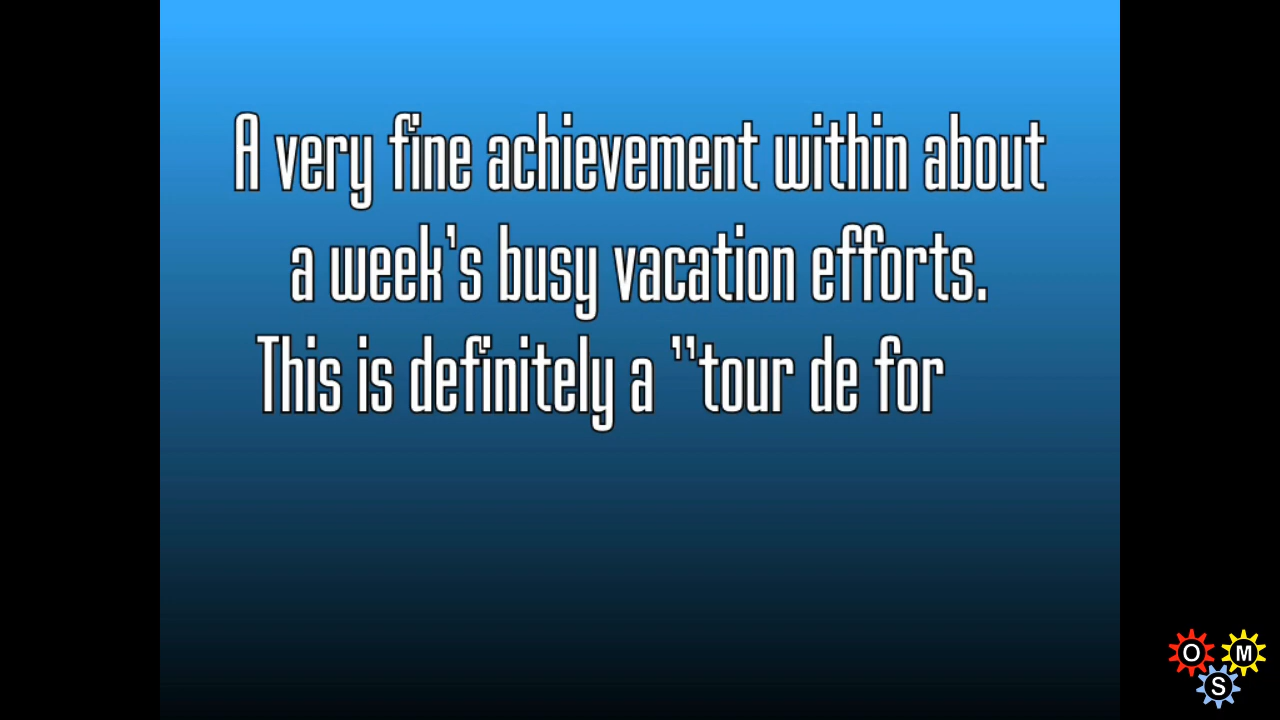 A very fine achievement within about
a week's busy vacation efforts.
This is definitely a "tour de for
O M
S